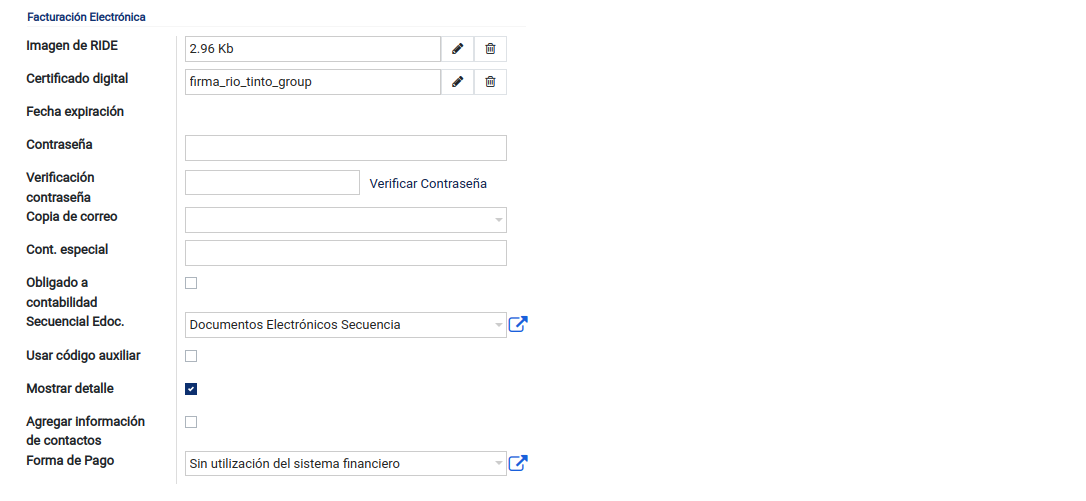 Facturación Electrónica
Imagen de RIDE
2.96 Kb
Certificado digital
firma_rio_tinto_group
Fecha expiración
Contraseña
Verificación
contraseña
Verificar Contraseña
Copia de correo
Cont. especial
Obligado a
contabilidad
Secuencial Edoc.
Documentos Electrónicos Secuencia
Usar código auxiliar
Mostrar detalle
Agregar información
de contactos
Forma de Pago
Sin utilización del sistema financiero